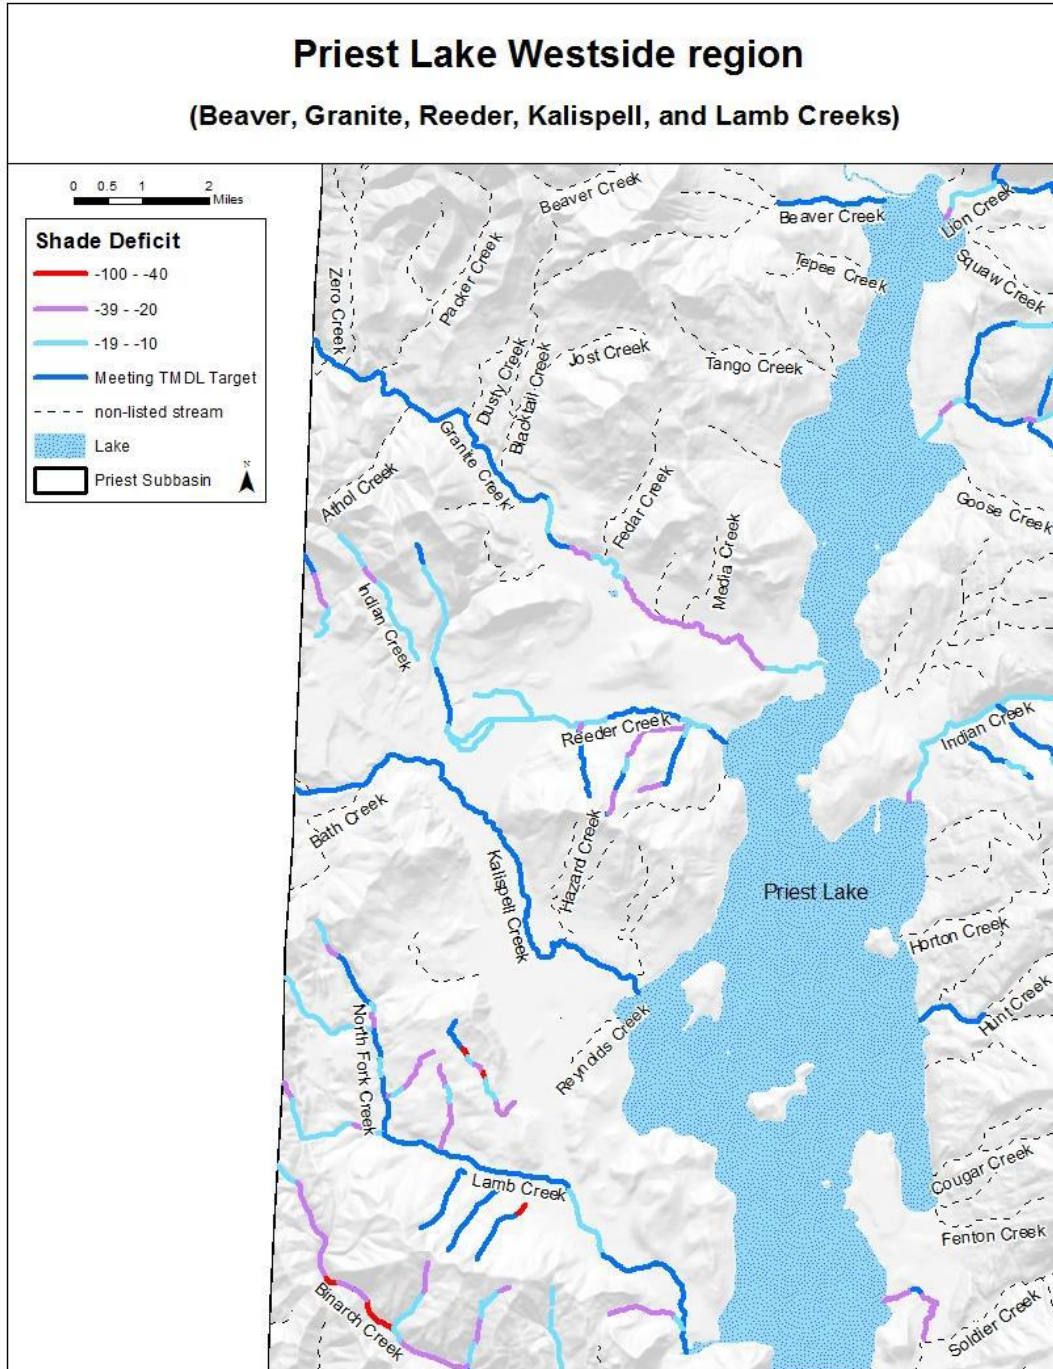 Priest Lake Westside region
(Beaver, Granite, Reeder, Kalispell, and Lamb Creeks)
0 0.5 1 2
Miles
Shade Deficit
-100 - -40
-39 - -20
-19 - -10
Meeting TMDL Target
non-listed stream
Lake
Priest Subbasin
N
Beaver Creek
Beaver Creek
Lion Creek
Zero Creek
Packer Creek
Tepee Creek
Squaw Creek
Dusty Creek
Blacktail Creek
Jost Creek
Tango Creek
Granite Creek
Athol Creek
Fedar Creek
Goose Creek
Media Creek
Indian Creek
Reeder Creek
Indian Creek
Bath Creek
Kalispell Creek
Hazard Creek
Priest Lake
Horton Creek
Hunt Creek
North Fork Creek
Reynolds Creek
Lamb Creek
Cougar Creek
Fenton Creek
Binarch Creek
Soldier Creek